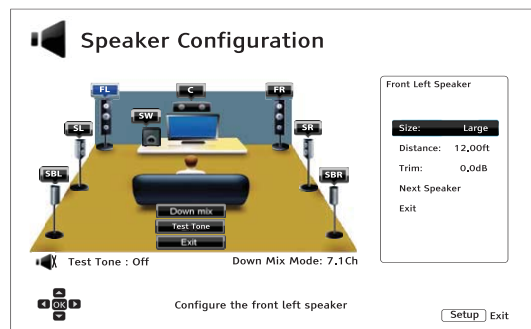 Speaker Configuration
FL
C
FR
SW
SL
SR
SBL
SBR
Down mix
Test Tone
Exit
Test Tone : Off
Down Mix Mode: 7.1Ch
Front Left Speaker
Size: Large
Distance: 12.00ft
Trim: 0.0dB
Next Speaker
Exit
OK
Configure the front left speaker
Setup Exit